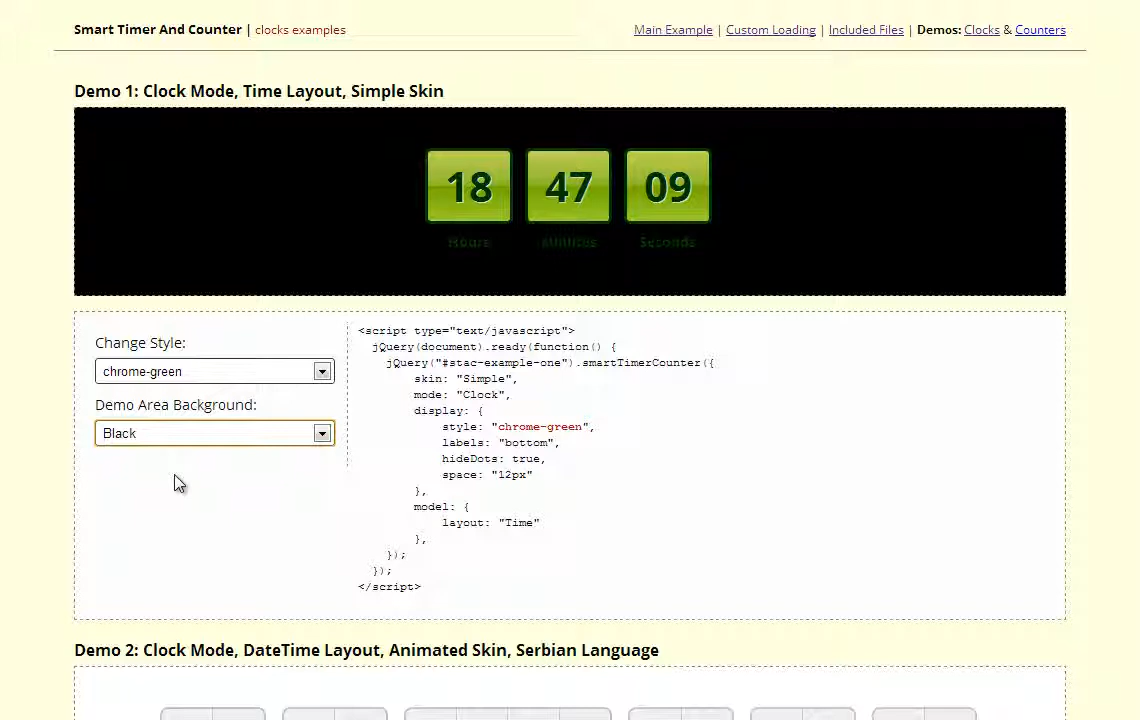 Smart Timer And Counter | clocks examples
Main Example | Custom Loading | Included Files | Demos: Clocks & Counters
Demo 1: Clock Mode, Time Layout, Simple Skin
18 47 09
Hours Minutes Seconds
Change Style:
chrome-green
Demo Area Background:
Black
<script type="text/javascript">
jQuery(document).ready(function() {
jQuery("#stac-example-one").smartTimerCounter({
skin: "Simple",
mode: "Clock",
display: {
style: "chrome-green",
labels: "bottom",
hideDots: true,
space: "12px"
},
model: {
layout: "Time"
},
});
});
</script>
Demo 2: Clock Mode, DateTime Layout, Animated Skin, Serbian Language